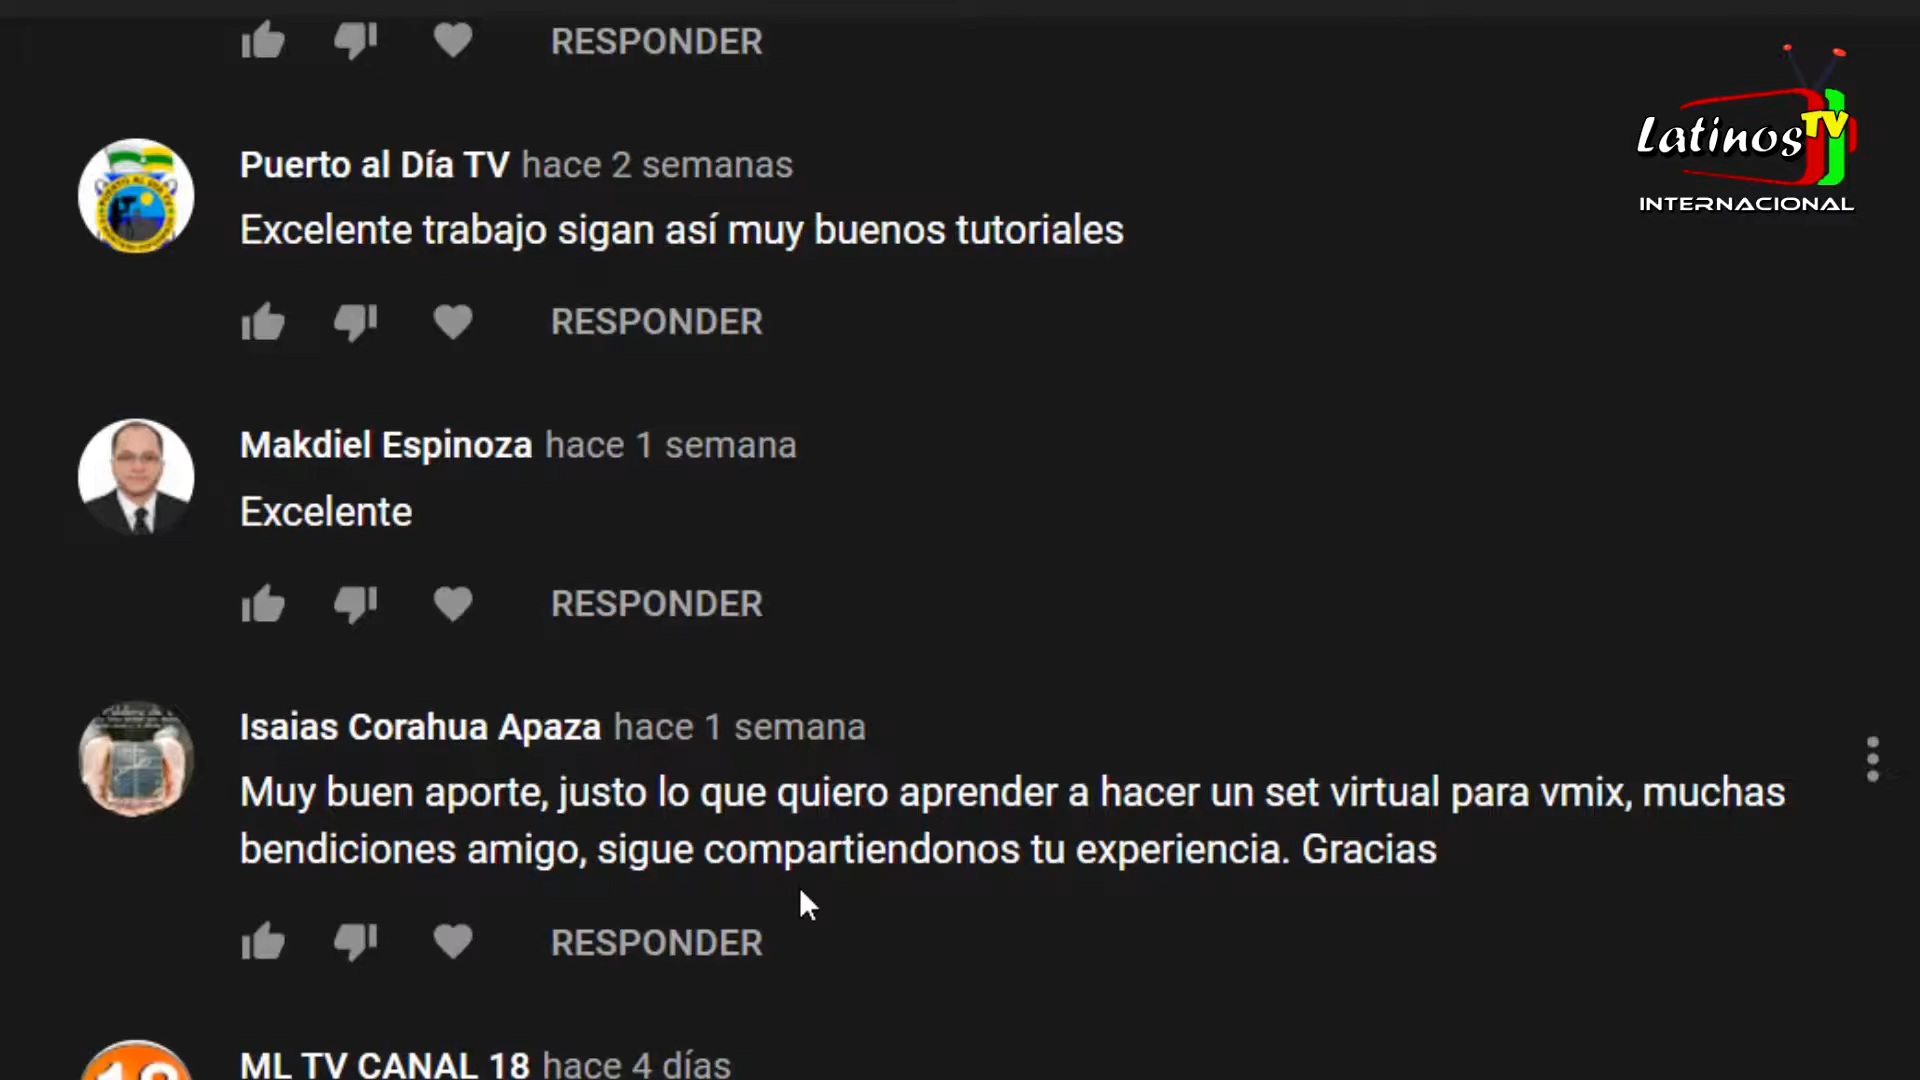 RESPONDER
Latinos TV
INTERNACIONAL
Puerto al Día TV hace 2 semanas
Excelente trabajo sigan así muy buenos tutoriales
RESPONDER
Makdiel Espinoza hace 1 semana
Excelente
RESPONDER
Isaias Corahua Apaza hace 1 semana
Muy buen aporte, justo lo que quiero aprender a hacer un set virtual para vmix, muchas
bendiciones amigo, sigue compartiendonos tu experiencia. Gracias
RESPONDER
18
ML TV CANAL 18 hace 4 días